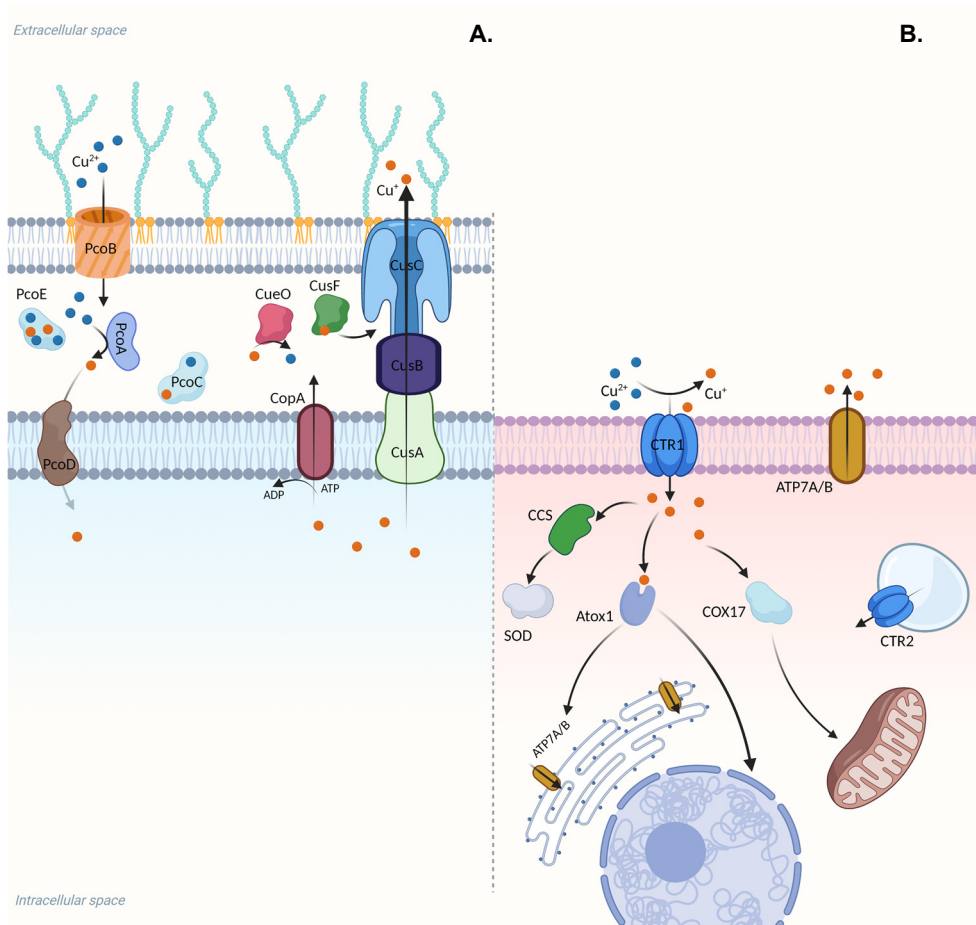 Extracellular space
A.
B.
Cu²⁺
Cu⁺
PcoB
CusC
PcoE
CueO
CusF
PcoA
PcoC
CusB
CopA
PcoD
CusA
ADP
ATP
Cu²⁺
Cu⁺
CTR1
ATP7A/B
CCS
SOD
Atox1
COX17
CTR2
ATP7A/B
Intracellular space